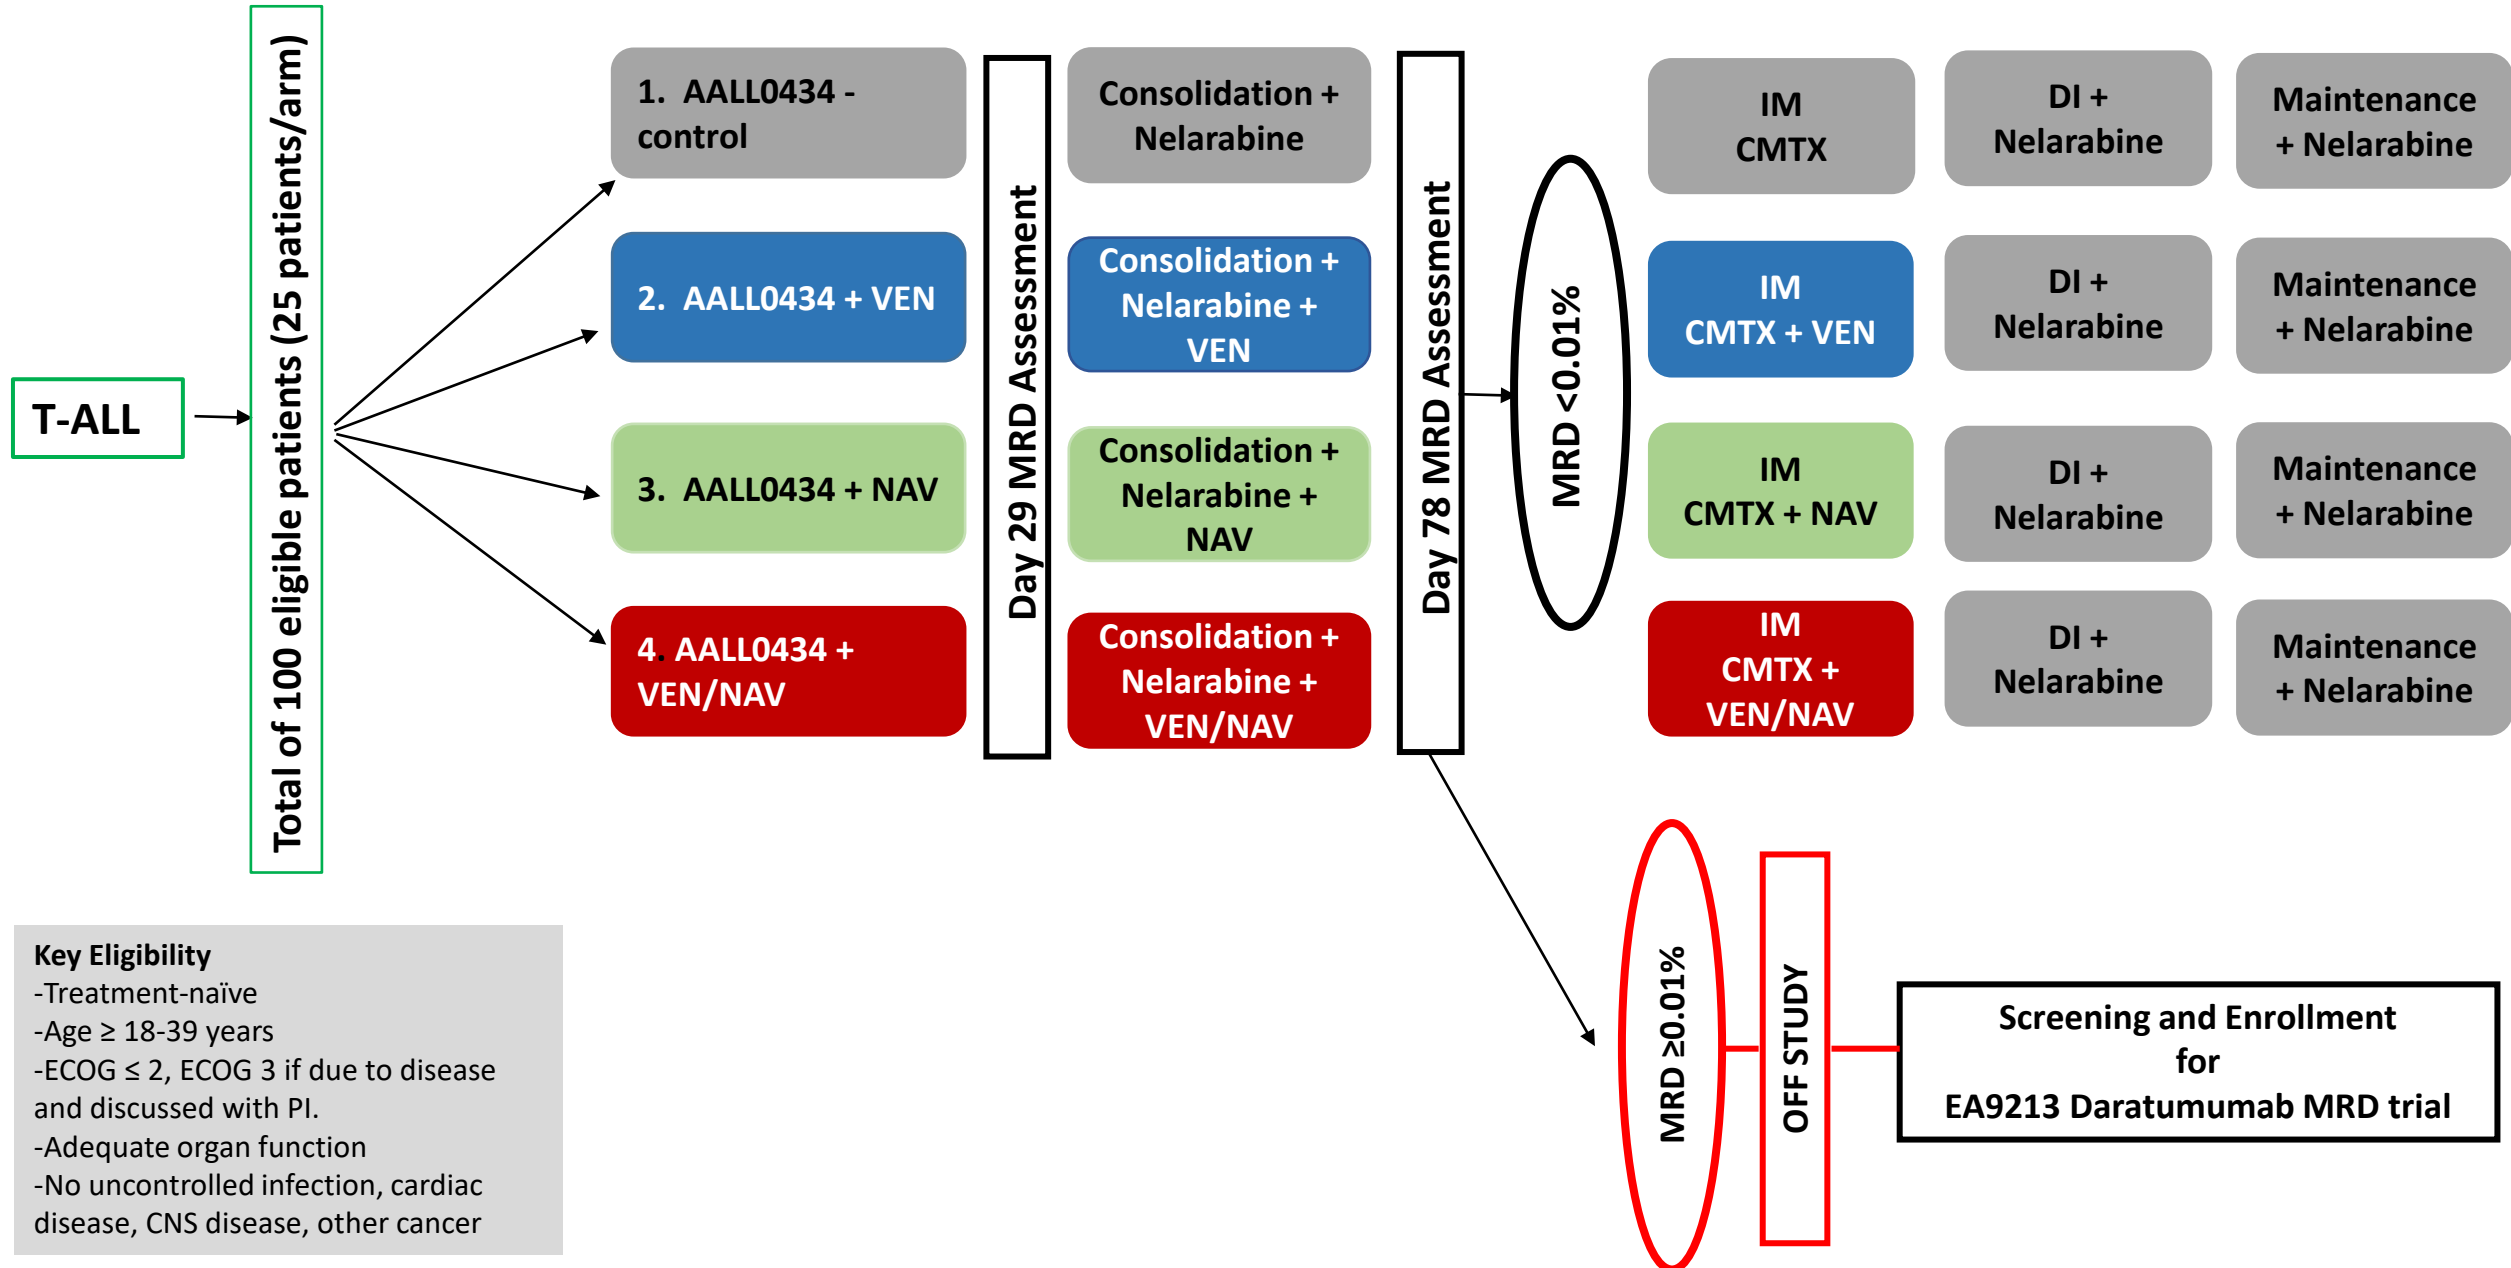 T-ALL
Total of 100 eligible patients (25 patients/arm)
1. AALL0434 -
control
2. AALL0434 + VEN
3. AALL0434 + NAV
4. AALL0434 +
VEN/NAV
Day 29 MRD Assessment
Consolidation +
Nelarabine
Consolidation +
Nelarabine +
VEN
Consolidation +
Nelarabine +
NAV
Consolidation +
Nelarabine +
VEN/NAV
Day 78 MRD Assessment
MRD <0.01%
IM
CMTX
DI +
Nelarabine
Maintenance
+ Nelarabine
IM
CMTX + VEN
DI +
Nelarabine
Maintenance
+ Nelarabine
IM
CMTX + NAV
DI +
Nelarabine
Maintenance
+ Nelarabine
IM
CMTX +
VEN/NAV
DI +
Nelarabine
Maintenance
+ Nelarabine
MRD ≥0.01%
OFF STUDY
Screening and Enrollment
for
EA9213 Daratumumab MRD trial
Key Eligibility
-Treatment-naïve
-Age ≥ 18-39 years
-ECOG ≤ 2, ECOG 3 if due to disease
and discussed with PI.
-Adequate organ function
-No uncontrolled infection, cardiac
disease, CNS disease, other cancer